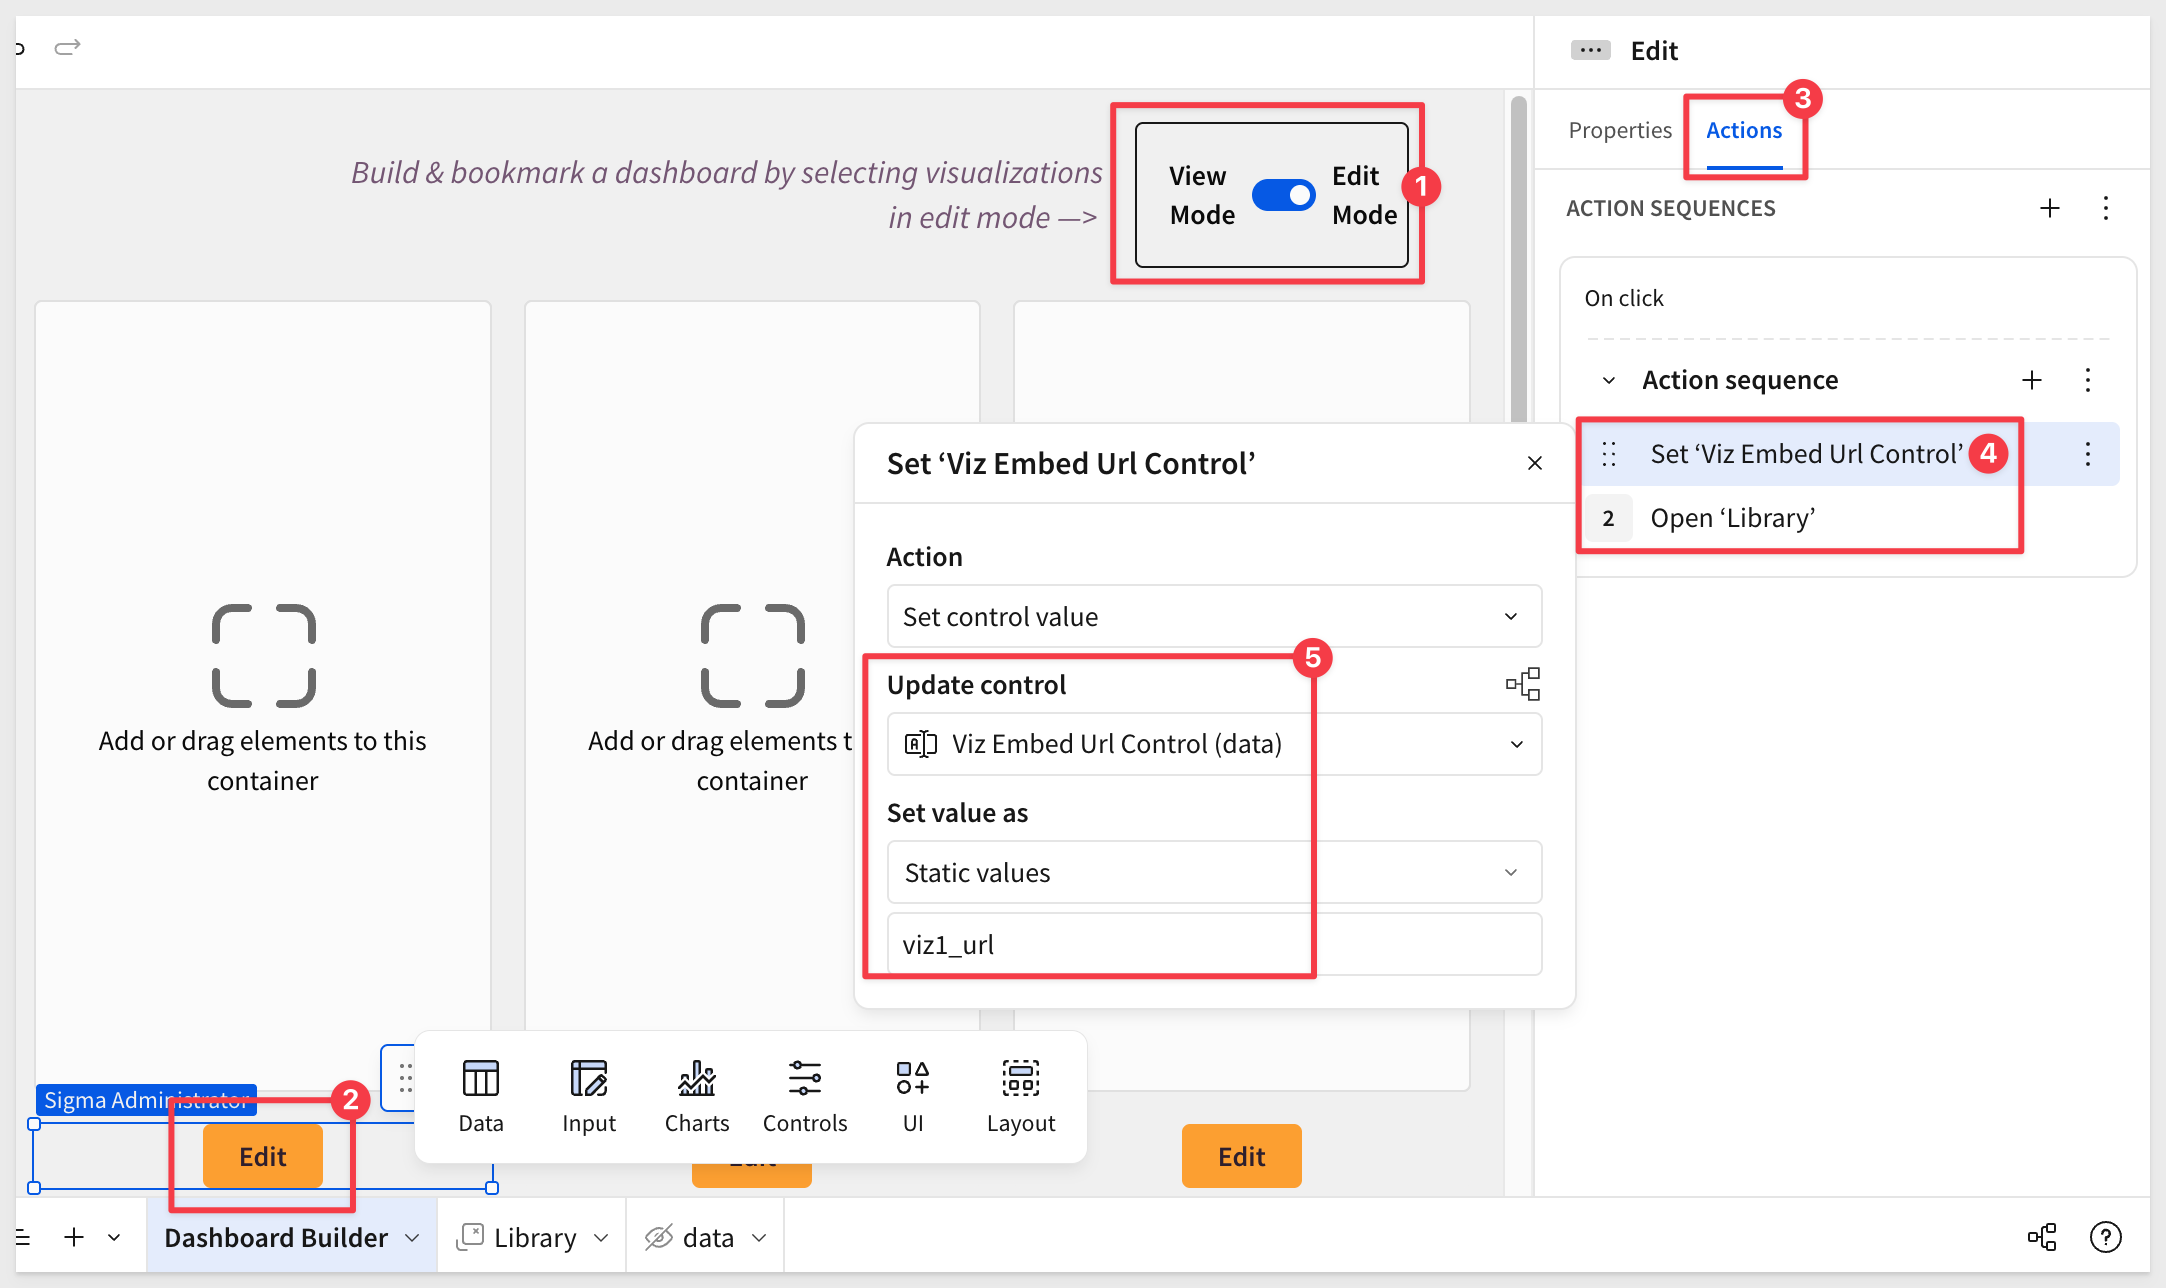 Edit
Build & bookmark a dashboard by selecting visualizations
in edit mode —>
View
Mode
Edit
Mode
1
Properties
Actions
3
ACTION SEQUENCES
On click
Action sequence
Set ‘Viz Embed Url Control’
4
2
Open ‘Library’
Set ‘Viz Embed Url Control’
Action
Set control value
5
Update control
Viz Embed Url Control (data)
Set value as
Static values
viz1_url
Add or drag elements to this
container
Add or drag elements t
container
Data
Input
Charts
Controls
UI
Layout
Sigma Administrator
2
Edit
Edit
Edit
Dashboard Builder
Library
data